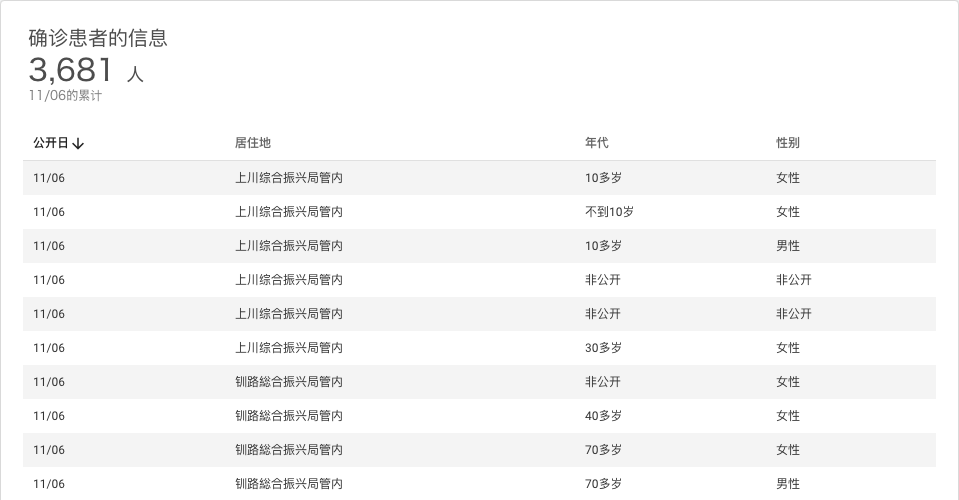 确诊患者的信息
3,681 人
11/06的累计
公开日↓ 居住地 年代 性别
11/06 上川综合振兴局管内 10多岁 女性
11/06 上川综合振兴局管内 不到10岁 女性
11/06 上川综合振兴局管内 10多岁 男性
11/06 上川综合振兴局管内 非公开 非公开
11/06 上川综合振兴局管内 非公开 非公开
11/06 上川综合振兴局管内 30多岁 女性
11/06 钏路総合振兴局管内 非公开 女性
11/06 钏路総合振兴局管内 40多岁 女性
11/06 钏路総合振兴局管内 70多岁 女性
11/06 钏路総合振兴局管内 70多岁 男性